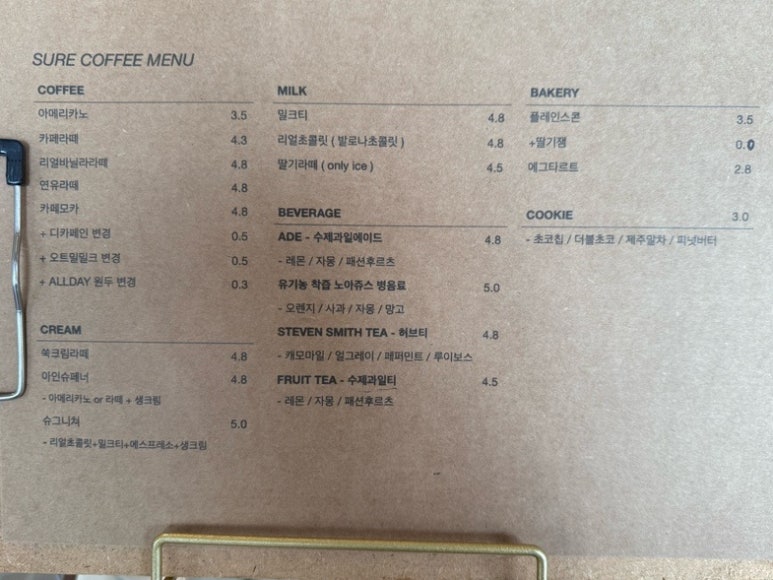 SURE COFFEE MENU
COFFEE
아메리카노 3.5
카페라떼 4.3
리얼바닐라라떼 4.8
연유라떼 4.8
카페모카 4.8
+ 디카페인 변경 0.5
+ 오트밀밀크 변경 0.5
+ ALLDAY 원두 변경 0.3
CREAM
쑥크림라떼 4.8
아인슈페너 4.8
- 아메리카노 or 라떼 + 생크림
슈그니처 5.0
- 리얼초콜릿+밀크티+에스프레소+생크림
MILK
밀크티 4.8
리얼초콜릿 ( 발로나초콜릿 ) 4.8
딸기라떼 ( only ice ) 4.5
BEVERAGE
ADE - 수제과일에이드 4.8
- 레몬 / 자몽 / 패션후르츠
유기농 착즙 노아쥬스 병음료 5.0
- 오렌지 / 사과 / 자몽 / 망고
STEVEN SMITH TEA - 허브티 4.8
- 캐모마일 / 얼그레이 / 페퍼민트 / 루이보스
FRUIT TEA - 수제과일티 4.5
- 레몬 / 자몽 / 패션후르츠
BAKERY
플레인스콘 3.5
+딸기잼
에그타르트 2.8
COOKIE 3.0
- 초코칩 / 더블초코 / 제주말차 / 피넛버터